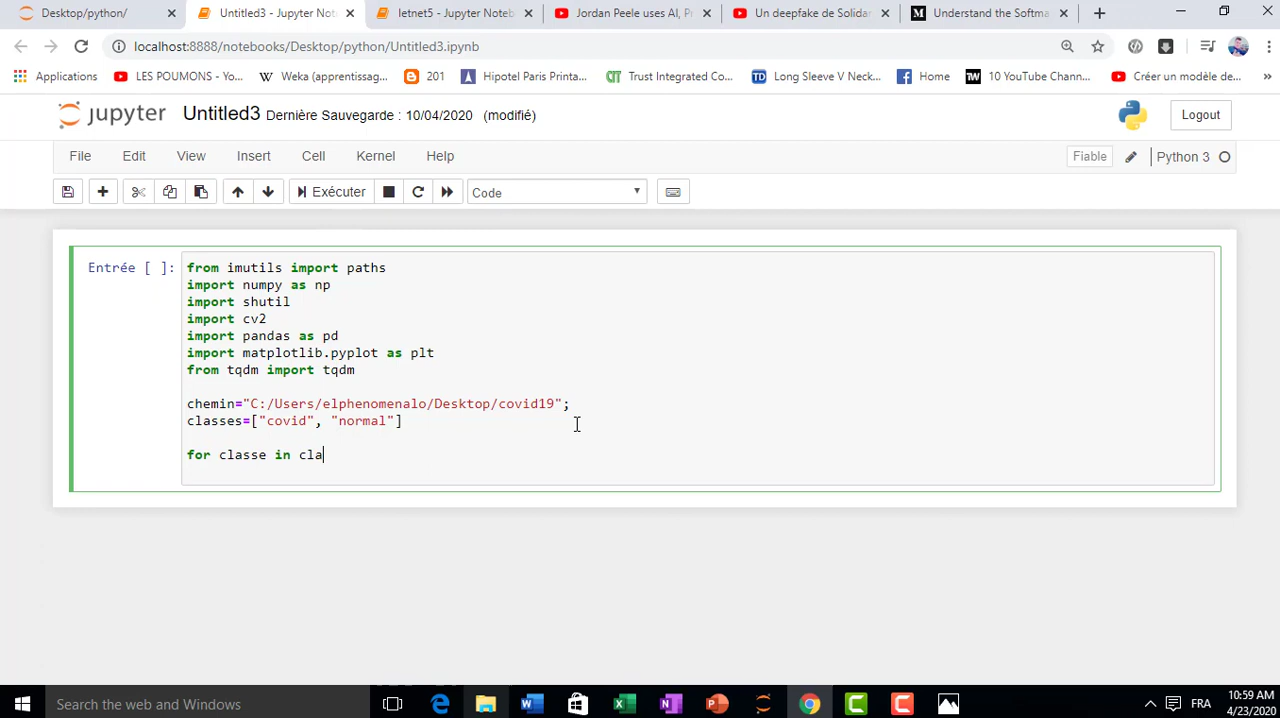 Desktop/python/
Untitled3 - Jupyter Not
letnet5 - Jupyter Noteb
Jordan Peele uses AI, Pr
Un deepfake de Solidar
Understand the Softma
localhost:8888/notebooks/Desktop/python/Untitled3.ipynb
Applications
LES POUMONS - Yo...
Weka (apprentissag...
201
Hipotel Paris Printa...
Trust Integrated Co...
Long Sleeve V Neck...
Home
10 YouTube Chann...
Créer un modèle de...
jupyter Untitled3 Dernière Sauvegarde : 10/04/2020 (modifié)
Logout
File Edit View Insert Cell Kernel Help
Fiable
Python 3
Exécuter
Code
Entrée [ ]:
from imutils import paths
import numpy as np
import shutil
import cv2
import pandas as pd
import matplotlib.pyplot as plt
from tqdm import tqdm
chemin="C:/Users/elphenomenalo/Desktop/covid19";
classes=["covid", "normal"]
for classe in cla
Search the web and Windows
FRA
10:59 AM
4/23/2020